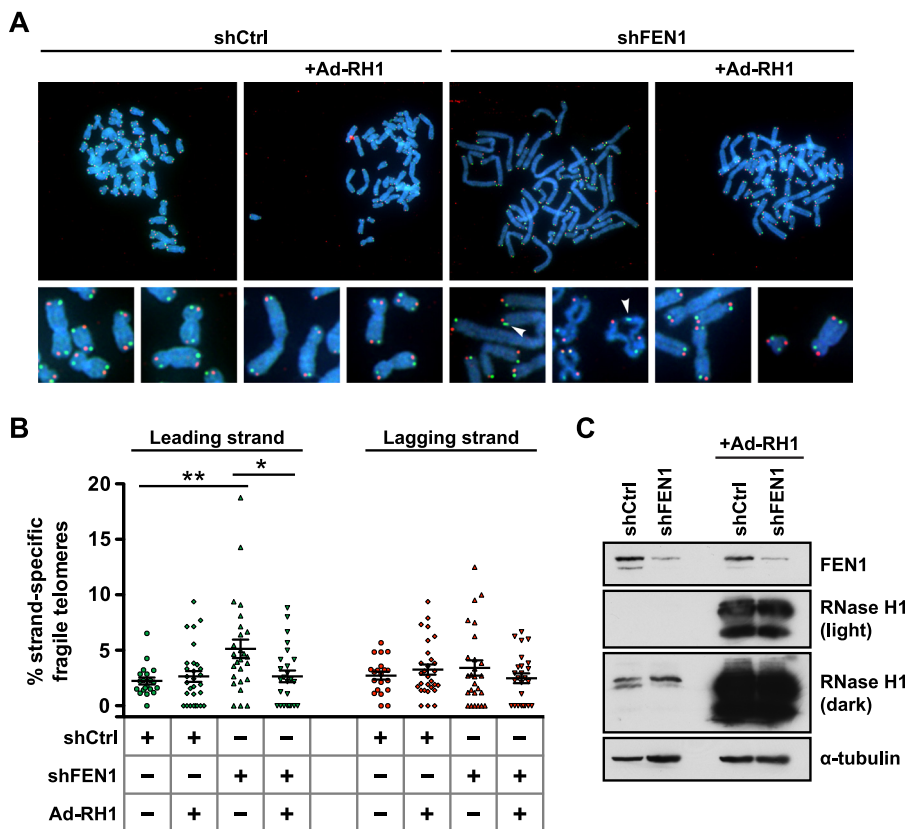 A
shCtrl
shFEN1
+Ad-RH1
+Ad-RH1
B
Leading strand
Lagging strand
** *
% strand-specific
fragile telomeres
20
15
10
5
0
shCtrl + + − − + + − −
shFEN1 − − + + − − + +
Ad-RH1 − + − + − + − +
C
+Ad-RH1
shCtrl
shFEN1
shCtrl
shFEN1
FEN1
RNase H1
(light)
RNase H1
(dark)
α-tubulin